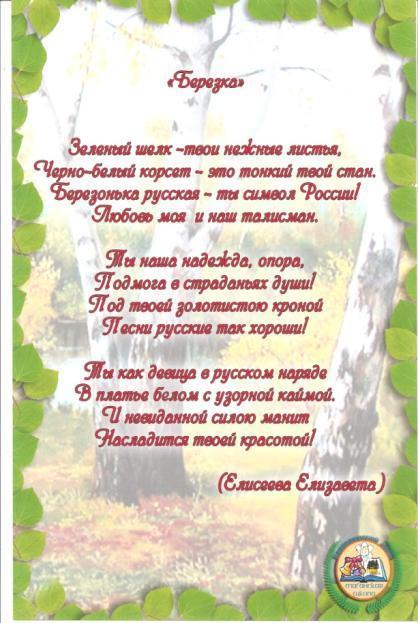 «Березка»
Зеленый шелк -твои нежные листья,
Черно-белый корсет - это тонкий твой стан.
Березонька русская - ты символ России!
Любовь моя и наш талисман.
Ты наша надежда, опора,
Подмога в страданьях души!
Под твоей золотистою кроной
Песни русские так хороши!
Ты как девица в русском наряде
В платье белом с узорной каймой.
И невиданной силою манит
Насладится твоей красотой!
(Елисеева Елизавета)
школа